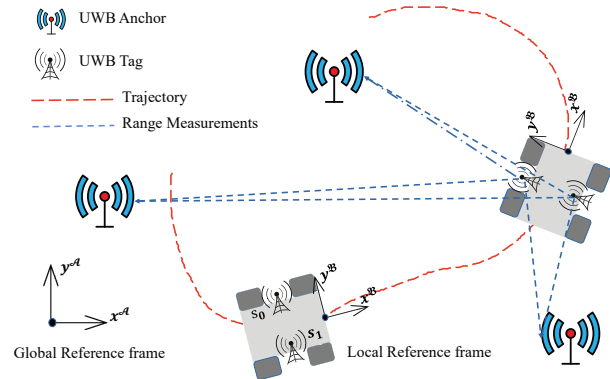 UWB Anchor
UWB Tag
Trajectory
Range Measurements
y^ℬ
x^ℬ
y^𝒜
x^𝒜
Global Reference frame
s₀
s₁
y^ℬ
x^ℬ
Local Reference frame